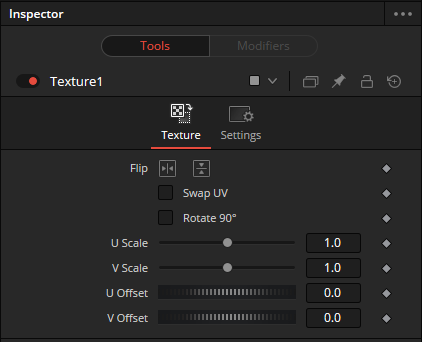 Inspector
Tools
Modifiers
Texture1
Texture
Settings
Flip
Swap UV
Rotate 90°
U Scale 1.0
V Scale 1.0
U Offset 0.0
V Offset 0.0